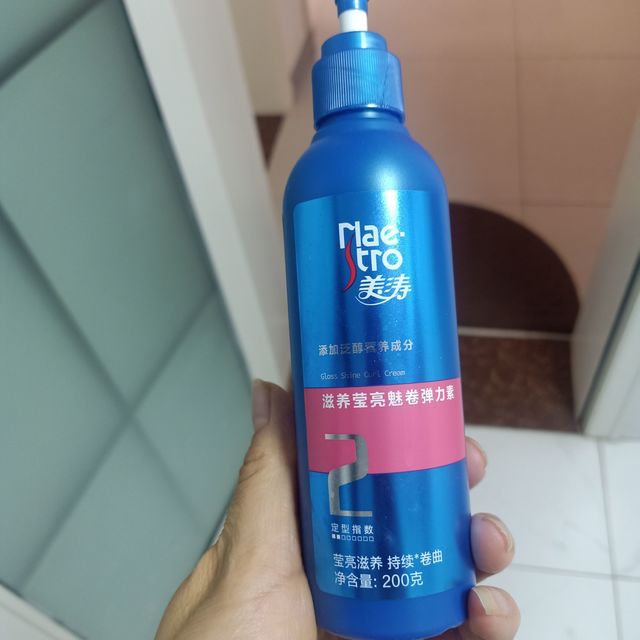 Mae-
stro
美涛
添加泛醇营养成分
Gloss Shine Curl Cream
滋养莹亮魅卷弹力素
2
定型指数
莹亮滋养 持续*卷曲
净含量: 200克